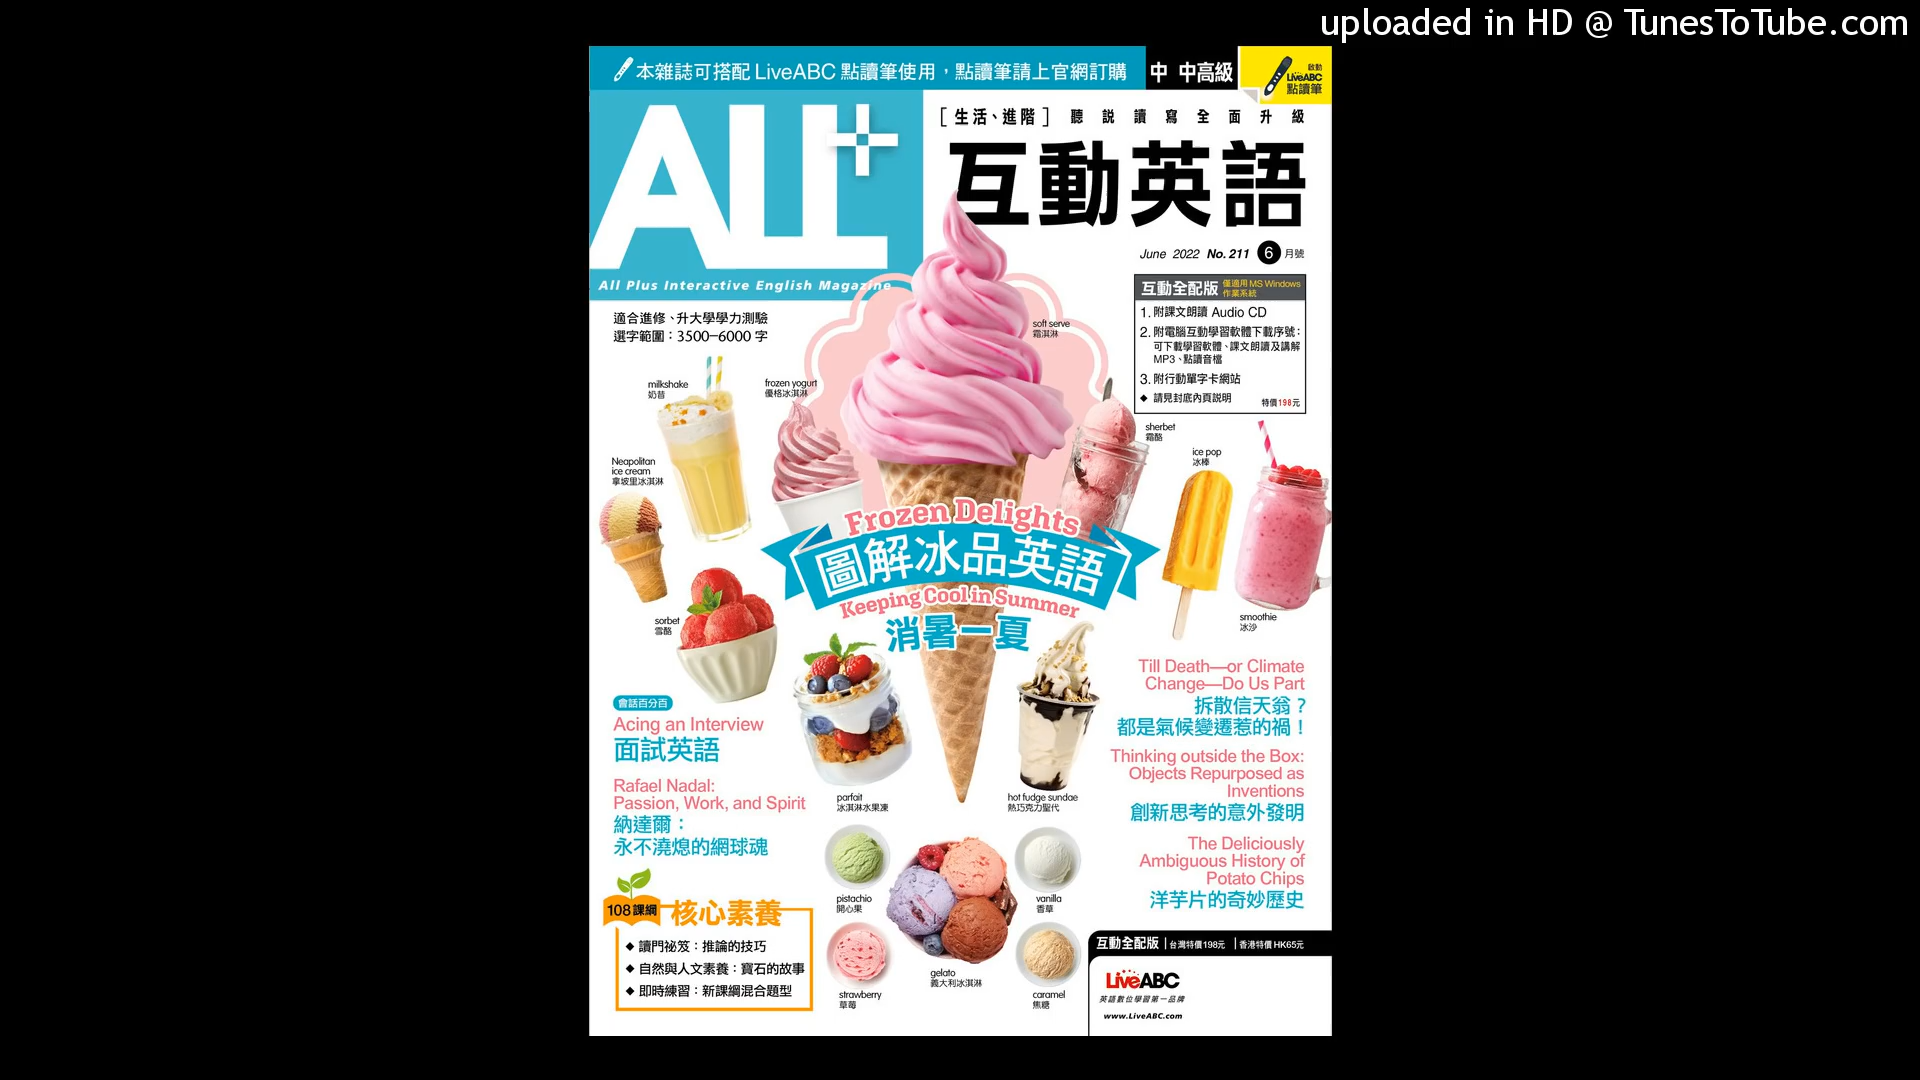 uploaded in HD @ TunesToTube.com
本雜誌可搭配 LiveABC 點讀筆使用，點讀筆請上官網訂購
中 中高級
啟動
LiveABC
點讀筆
ALL+
All Plus Interactive English Magazine
[ 生活、進階 ] 聽說讀寫全面升級
互動英語
June 2022 No. 211 6 月號
適合進修、升大學學力測驗
選字範圍：3500－6000 字
互動全配版 僅適用 MS Windows
作業系統
1. 附課文朗讀 Audio CD
2. 附電腦互動學習軟體下載序號：
可下載學習軟體、課文朗讀及講解
MP3、點讀音檔
3. 附行動單字卡網站
◆ 請見封底內頁說明 特價198元
soft serve
霜淇淋
milkshake
奶昔
frozen yogurt
優格冰淇淋
sherbet
霜酪
ice pop
冰棒
Neapolitan
ice cream
拿坡里冰淇淋
Frozen Delights
圖解冰品英語
Keeping Cool in Summer
消暑一夏
sorbet
雪酪
smoothie
冰沙
會話百分百
Acing an Interview
面試英語
Rafael Nadal:
Passion, Work, and Spirit
納達爾：
永不澆熄的網球魂
Till Death—or Climate
Change—Do Us Part
拆散信天翁？
都是氣候變遷惹的禍！
Thinking outside the Box:
Objects Repurposed as
Inventions
創新思考的意外發明
The Deliciously
Ambiguous History of
Potato Chips
洋芋片的奇妙歷史
parfait
冰淇淋水果凍
hot fudge sundae
熱巧克力聖代
pistachio
開心果
vanilla
香草
strawberry
草莓
gelato
義大利冰淇淋
caramel
焦糖
108課綱 核心素養
◆ 讀門祕笈：推論的技巧
◆ 自然與人文素養：寶石的故事
◆ 即時練習：新課綱混合題型
互動全配版 | 台灣特價198元 | 香港特價 HK65元
LiveABC
英語數位學習第一品牌
www.LiveABC.com